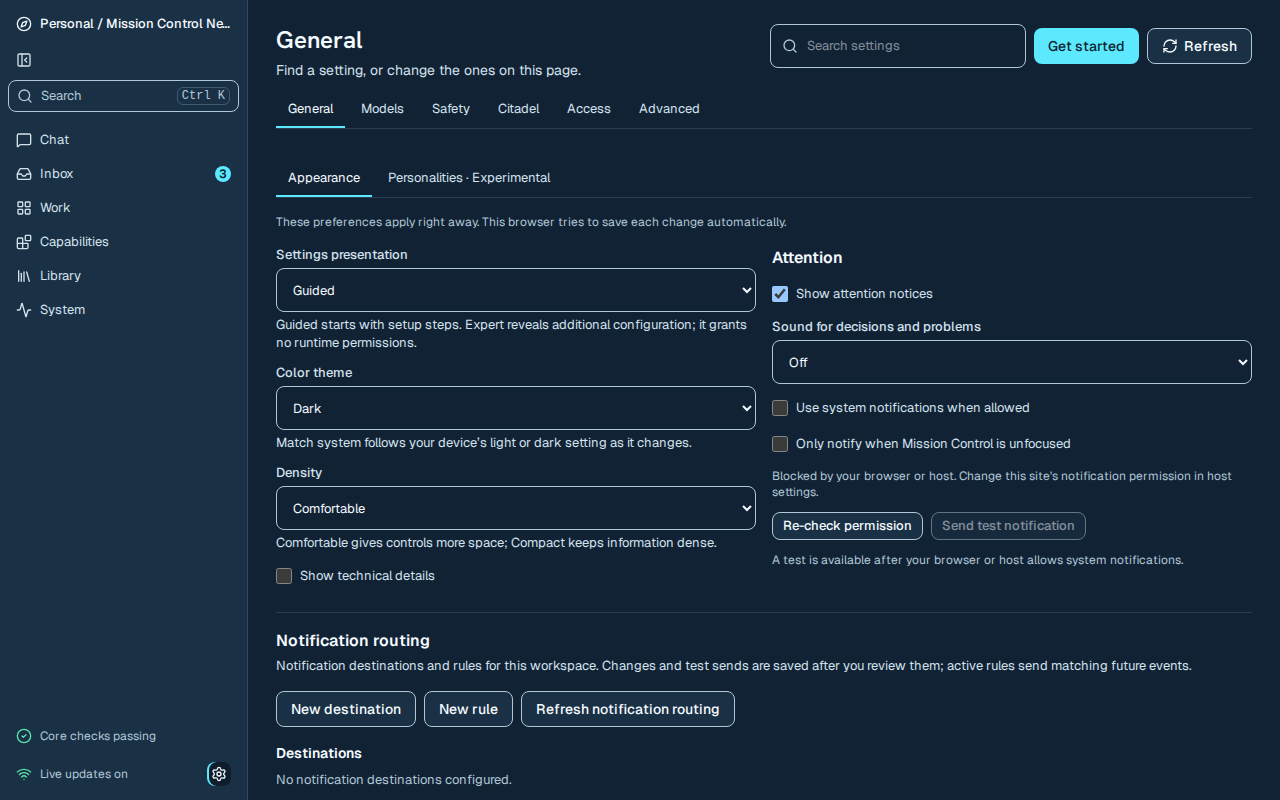 Personal / Mission Control Ne...
Search
Ctrl K
Chat
Inbox
3
Work
Capabilities
Library
System
Core checks passing
Live updates on
General
Find a setting, or change the ones on this page.
Search settings
Get started
Refresh
General
Models
Safety
Citadel
Access
Advanced
Appearance
Personalities · Experimental
These preferences apply right away. This browser tries to save each change automatically.
Settings presentation
Guided
Guided starts with setup steps. Expert reveals additional configuration; it grants
no runtime permissions.
Color theme
Dark
Match system follows your device's light or dark setting as it changes.
Density
Comfortable
Comfortable gives controls more space; Compact keeps information dense.
Show technical details
Attention
Show attention notices
Sound for decisions and problems
Off
Use system notifications when allowed
Only notify when Mission Control is unfocused
Blocked by your browser or host. Change this site's notification permission in host
settings.
Re-check permission
Send test notification
A test is available after your browser or host allows system notifications.
Notification routing
Notification destinations and rules for this workspace. Changes and test sends are saved after you review them; active rules send matching future events.
New destination
New rule
Refresh notification routing
Destinations
No notification destinations configured.